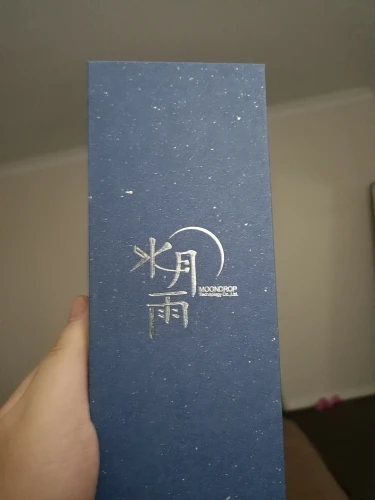 水月雨
MOONDROP
Technology Co., Ltd.